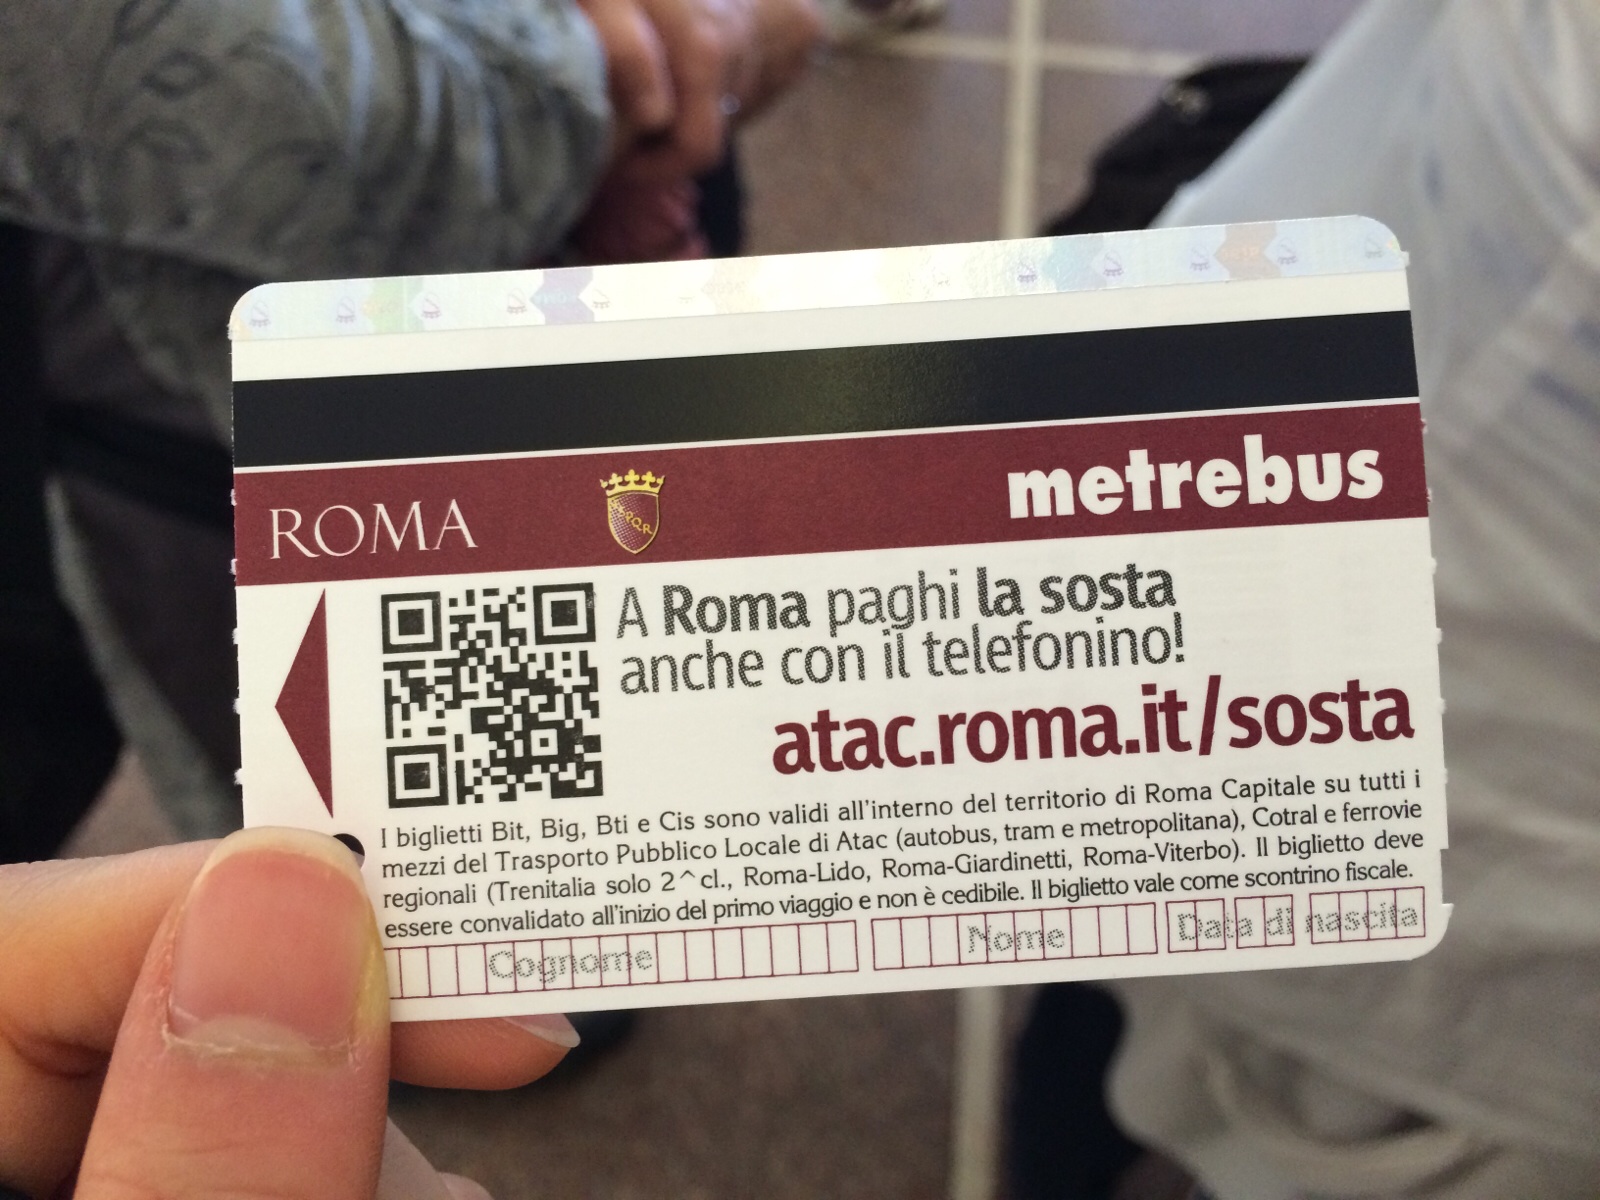 ROMA
SPQR
metrebus
A Roma paghi la sosta
anche con il telefonino!
atac.roma.it/sosta
I biglietti Bit, Big, Bti e Cis sono validi all'interno del territorio di Roma Capitale su tutti i
mezzi del Trasporto Pubblico Locale di Atac (autobus, tram e metropolitana), Cotral e ferrovie
regionali (Trenitalia solo 2^cl., Roma-Lido, Roma-Giardinetti, Roma-Viterbo). Il biglietto deve
essere convalidato all'inizio del primo viaggio e non è cedibile. Il biglietto vale come scontrino fiscale.
Cognome Nome Data di nascita